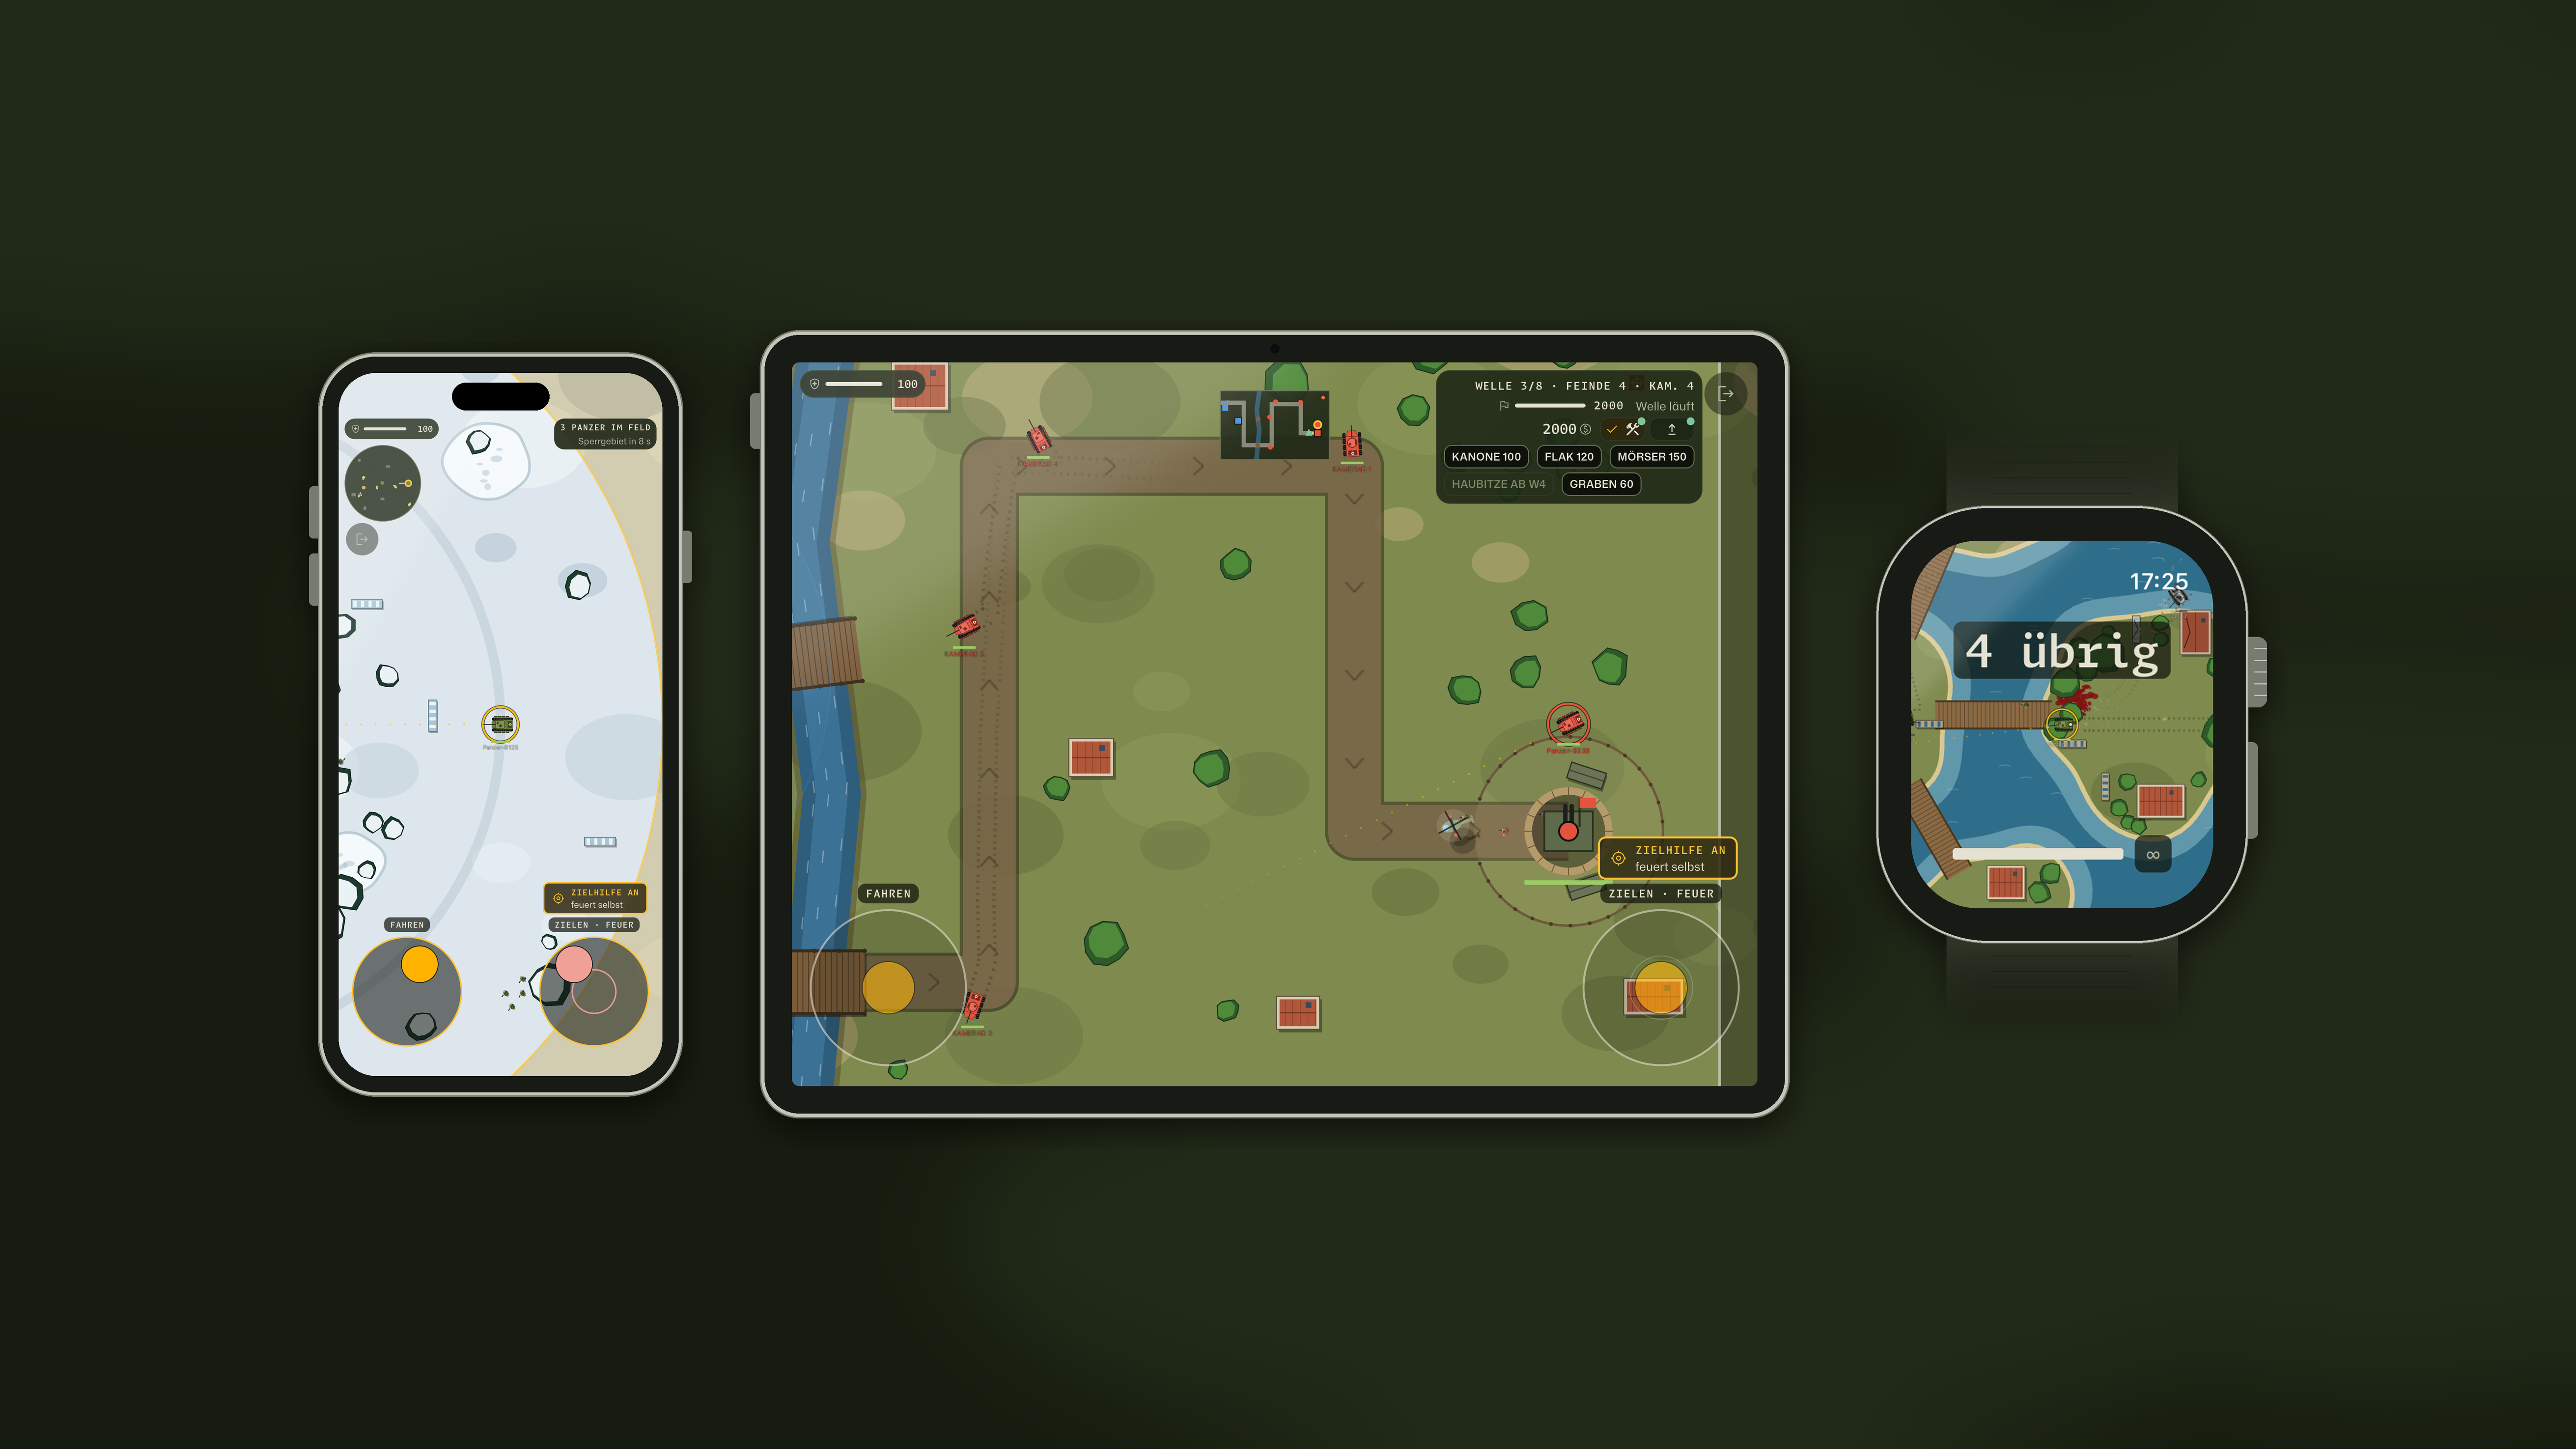 100
3 PANZER IM FELD
Sperrgebiet in 8 s
ZIELHILFE AN
feuert selbst
FAHREN
ZIELEN · FEUER
100
WELLE 3/8 · FEINDE 4 · KAM. 4
2000 Welle läuft
2000
KANONE 100
FLAK 120
MÖRSER 150
HAUBITZE AB W4
GRABEN 60
ZIELHILFE AN
feuert selbst
FAHREN
ZIELEN · FEUER
17:25
4 übrig
∞